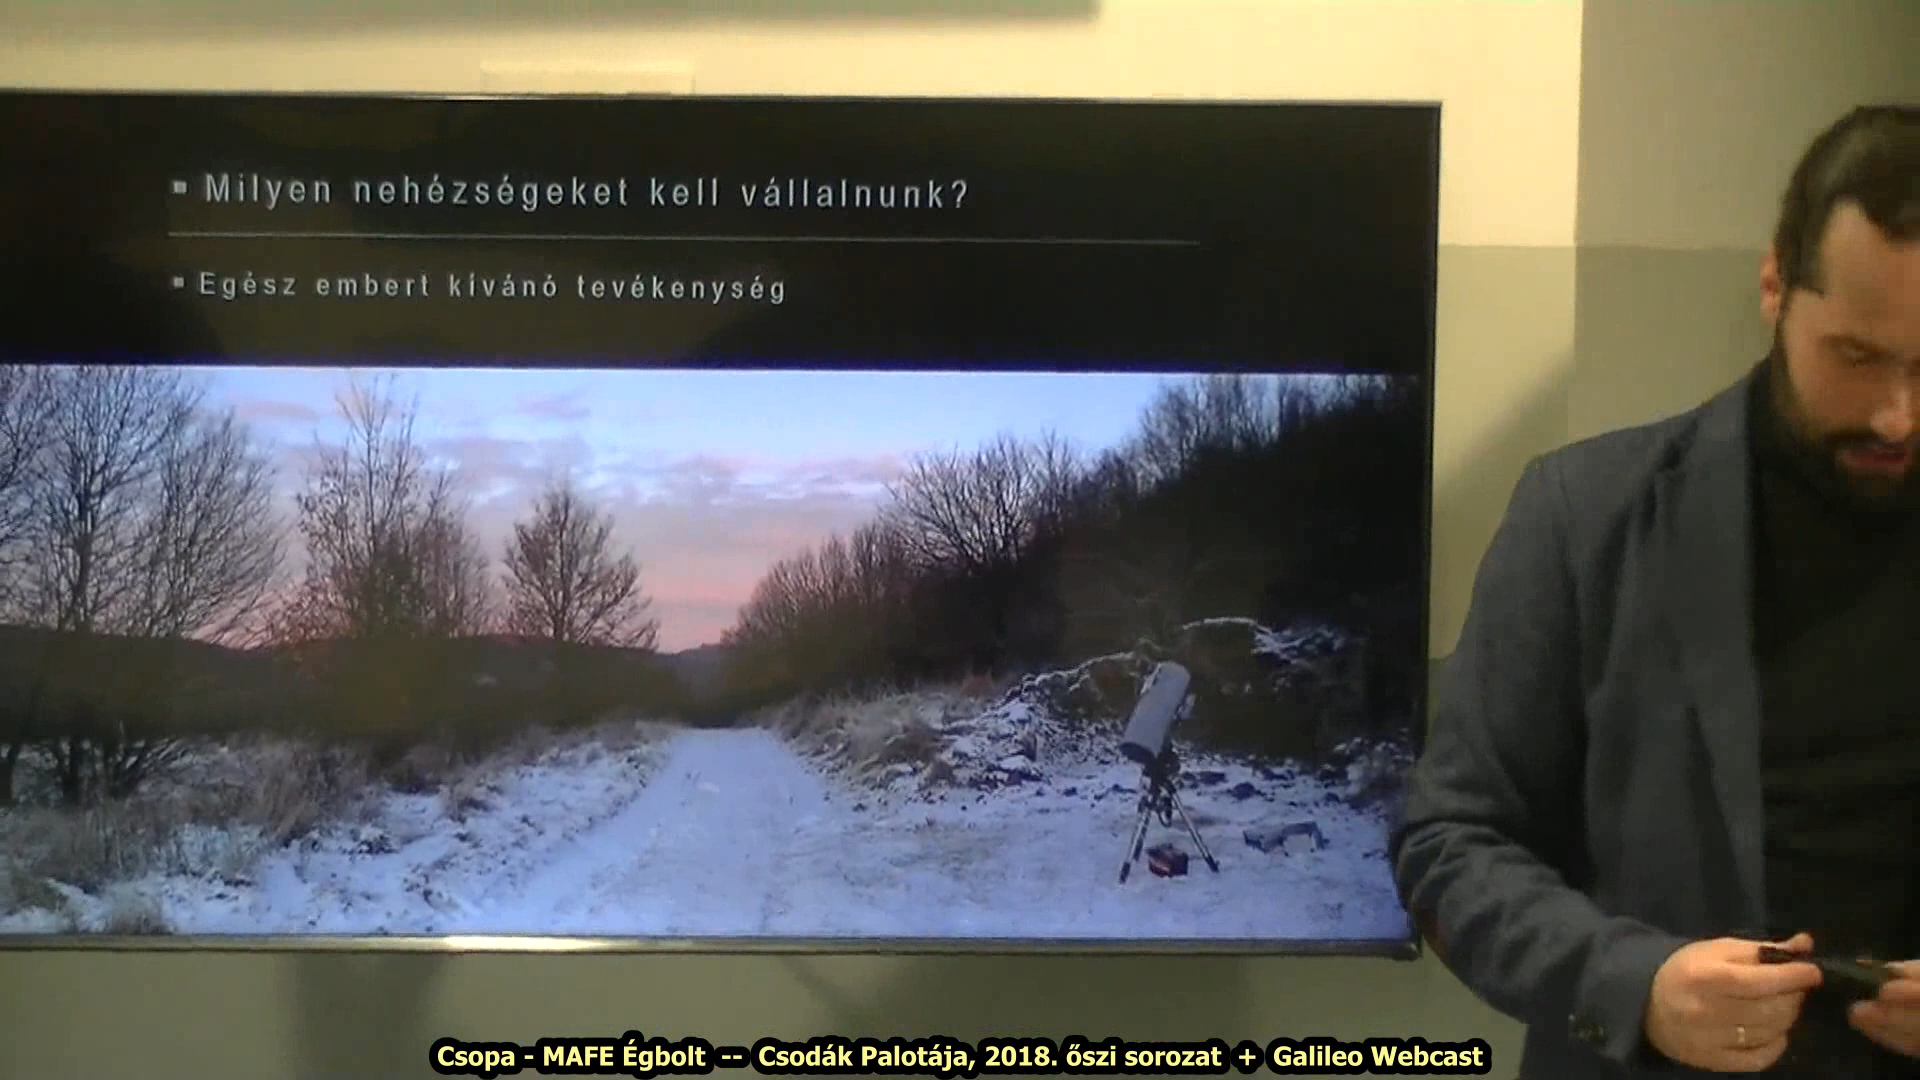 ▪ Milyen nehézségeket kell vállalnunk?
▪ Egész embert kívánó tevékenység
Csopa - MAFE Égbolt -- Csodák Palotája, 2018. őszi sorozat + Galileo Webcast